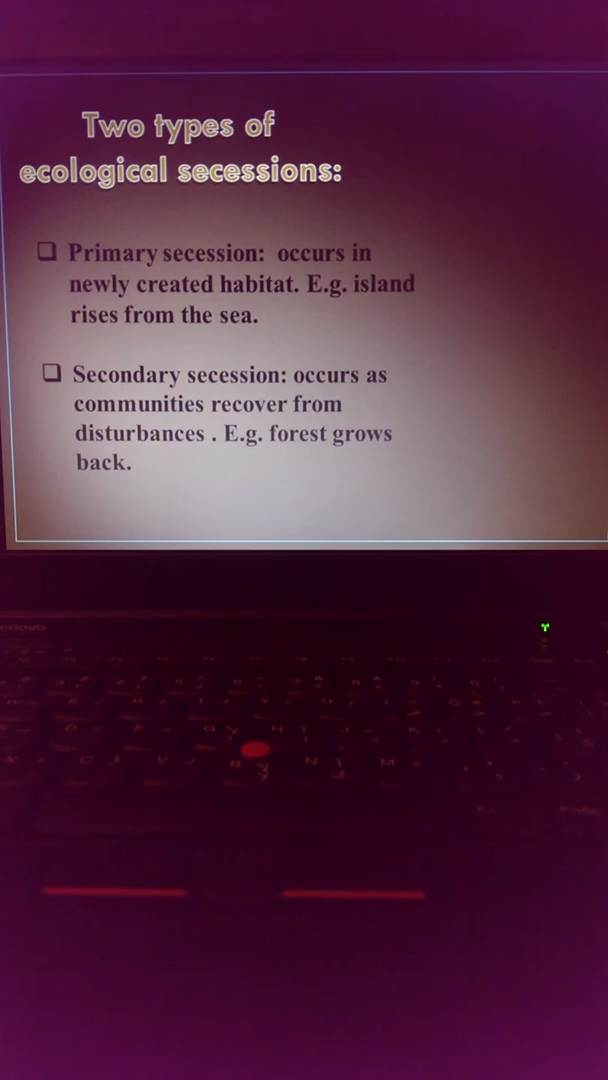 Two types of
ecological secessions:
❑ Primary secession: occurs in
newly created habitat. E.g. island
rises from the sea.
❑ Secondary secession: occurs as
communities recover from
disturbances . E.g. forest grows
back.
lenovo
G H
C V B N M